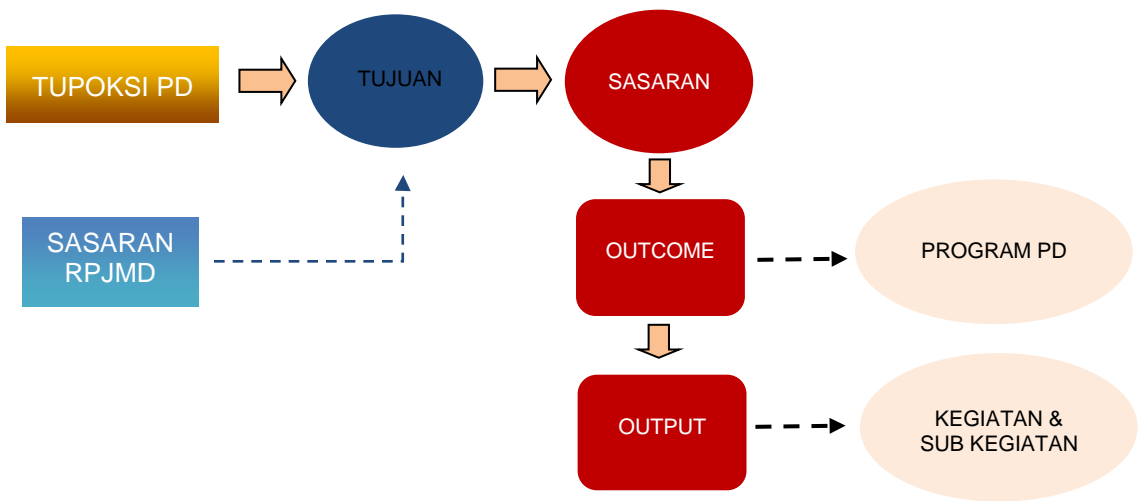 TUPOKSI PD
TUJUAN
SASARAN
SASARAN
RPJMD
OUTCOME
PROGRAM PD
OUTPUT
KEGIATAN &
SUB KEGIATAN